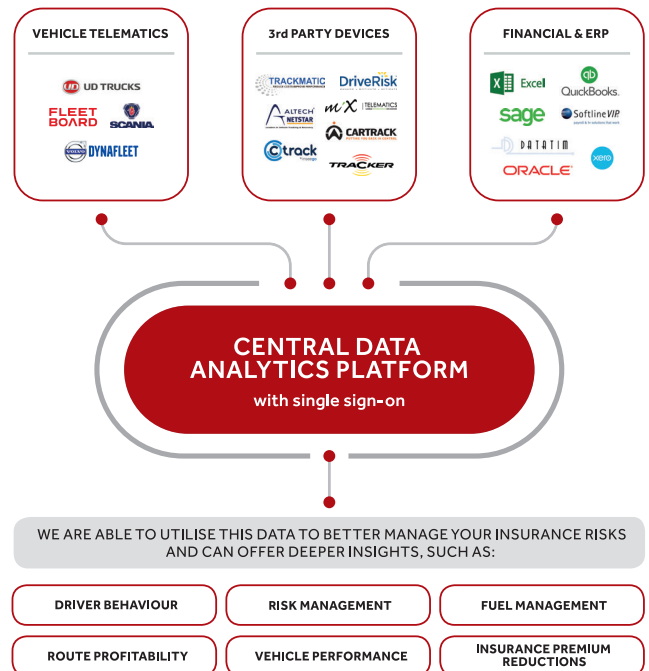 VEHICLE TELEMATICS
UD UD TRUCKS
FLEET
BOARD
SCANIA
VOLVO DYNAFLEET
3rd PARTY DEVICES
TRACKMATIC
DriveRisk
ALTECH
NETSTAR
mix TELEMATICS
CARTRACK
Ctrack
TRACKER
FINANCIAL & ERP
Excel
qb
QuickBooks.
sage
Softline VIP
DATATIM
xero
ORACLE
CENTRAL DATA
ANALYTICS PLATFORM
with single sign-on
WE ARE ABLE TO UTILISE THIS DATA TO BETTER MANAGE YOUR INSURANCE RISKS
AND CAN OFFER DEEPER INSIGHTS, SUCH AS:
DRIVER BEHAVIOUR
RISK MANAGEMENT
FUEL MANAGEMENT
ROUTE PROFITABILITY
VEHICLE PERFORMANCE
INSURANCE PREMIUM
REDUCTIONS